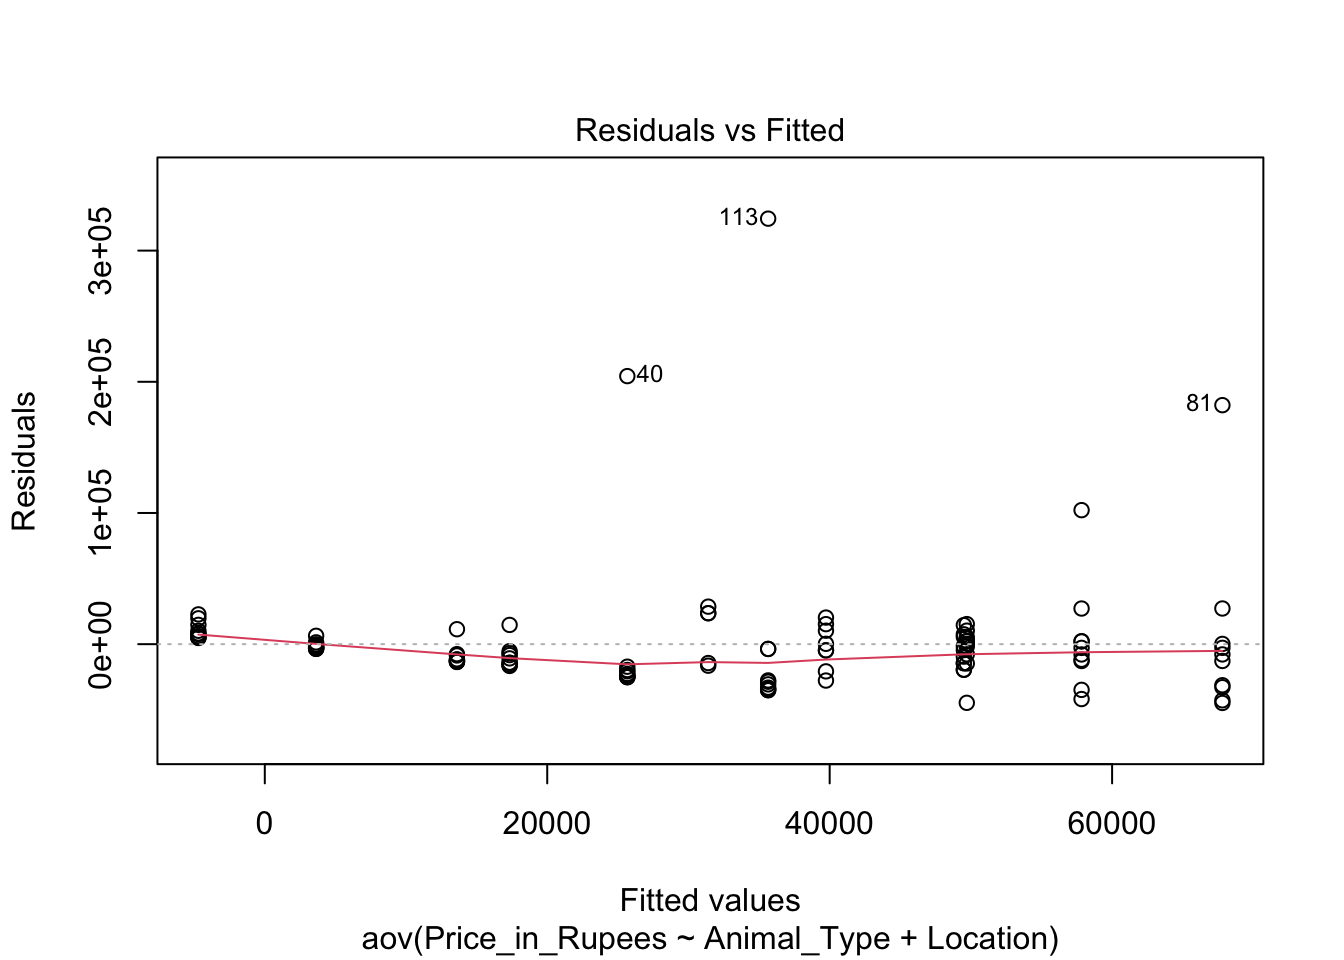 Residuals vs Fitted
Residuals
3e+05
2e+05
1e+05
0e+00
113
40
81
0
20000
40000
60000
Fitted values
aov(Price_in_Rupees ~ Animal_Type + Location)